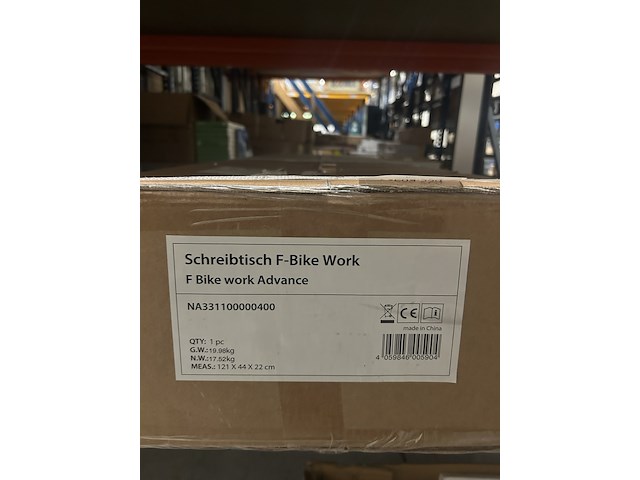 Schreibtisch F-Bike Work
F Bike work Advance
NA331100000400
CE
made in China
QTY: 1 pc
G.W.:19.98kg
N.W.:17.52kg
MEAS.: 121 X 44 X 22 cm
4 059846 005904